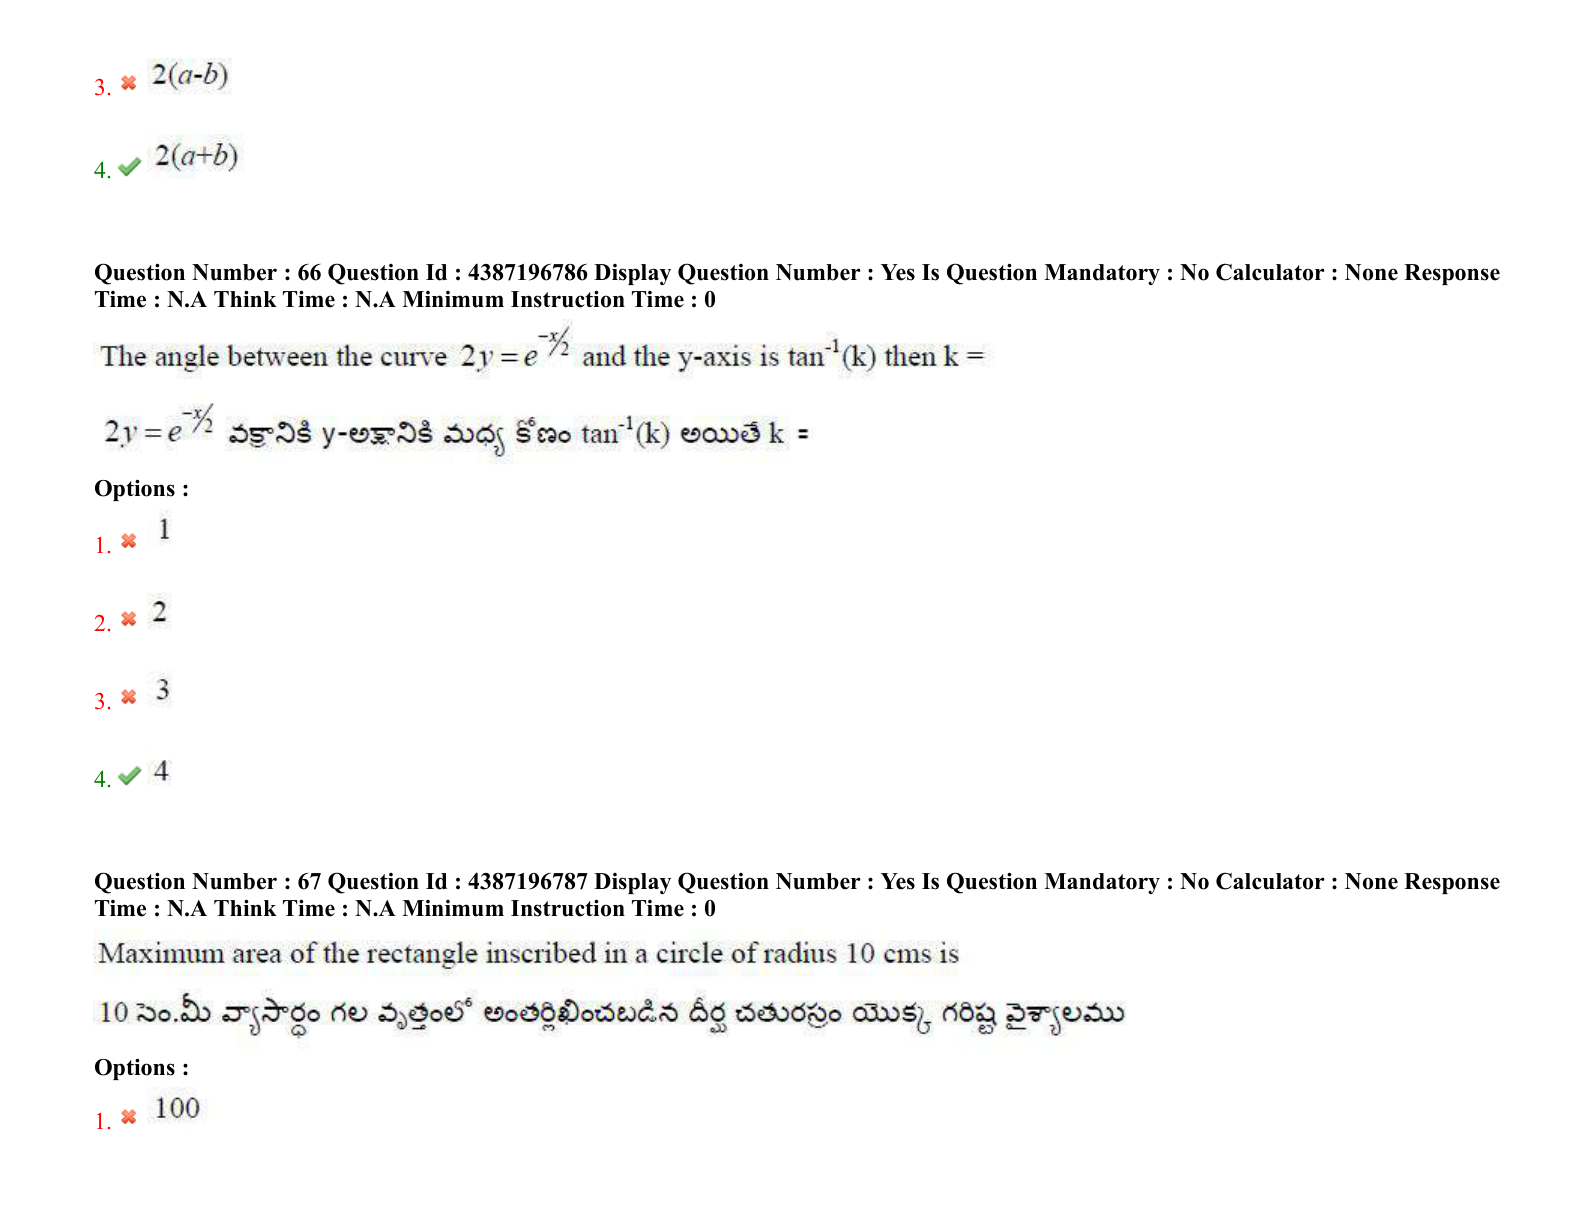 3. 2(a-b)
4. 2(a+b)
Question Number : 66 Question Id : 4387196786 Display Question Number : Yes Is Question Mandatory : No Calculator : None Response
Time : N.A Think Time : N.A Minimum Instruction Time : 0
The angle between the curve 2y = e^{-x/2} and the y-axis is tan^{-1}(k) then k =
2y = e^{-x/2} వక్రానికి y-అక్షానికి మధ్య కోణం tan^{-1}(k) అయితే k =
Options :
1. 1
2. 2
3. 3
4. 4
Question Number : 67 Question Id : 4387196787 Display Question Number : Yes Is Question Mandatory : No Calculator : None Response
Time : N.A Think Time : N.A Minimum Instruction Time : 0
Maximum area of the rectangle inscribed in a circle of radius 10 cms is
10 సెం.మీ వ్యాసార్ధం గల వృత్తంలో అంతర్లిఖించబడిన దీర్ఘ చతురస్రం యొక్క గరిష్ట వైశ్యాలము
Options :
1. 100